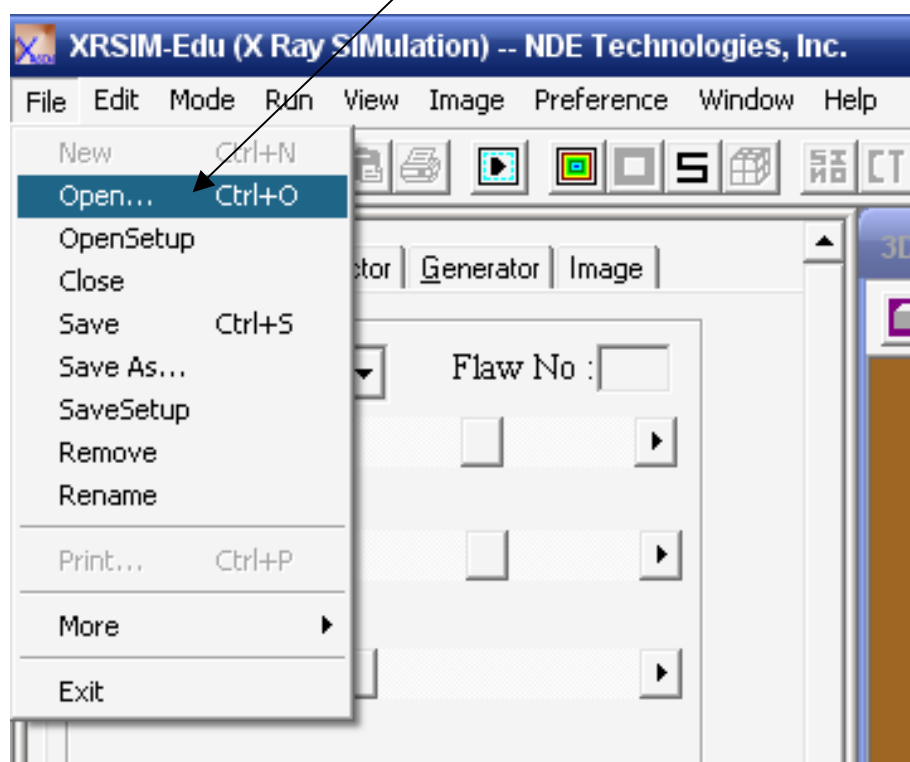 XRSIM-Edu (X Ray SIMulation) -- NDE Technologies, Inc.
File Edit Mode Run View Image Preference Window Help
New Ctrl+N
Open... Ctrl+O
OpenSetup
Close
Save Ctrl+S
Save As...
SaveSetup
Remove
Rename
Print... Ctrl+P
More
Exit
S CT
3D
Generator Image
Flaw No :